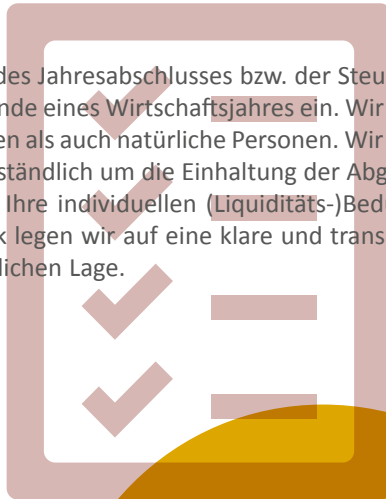 des Jahresabschlusses bzw. der Steu
nde eines Wirtschaftsjahres ein. Wir
en als auch natürliche Personen. Wir
ständlich um die Einhaltung der Abg
Ihre individuellen (Liquiditäts-)Bed
k legen wir auf eine klare und trans
lichen Lage.